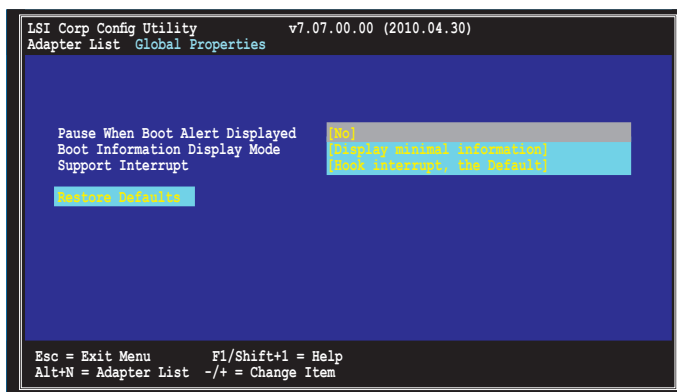 LSI Corp Config Utility v7.07.00.00 (2010.04.30)
Adapter List Global Properties
Pause When Boot Alert Displayed [No]
Boot Information Display Mode [Display minimal information]
Support Interrupt [Hook interrupt, the Default]
Restore Defaults
Esc = Exit Menu F1/Shift+1 = Help
Alt+N = Adapter List -/+ = Change Item